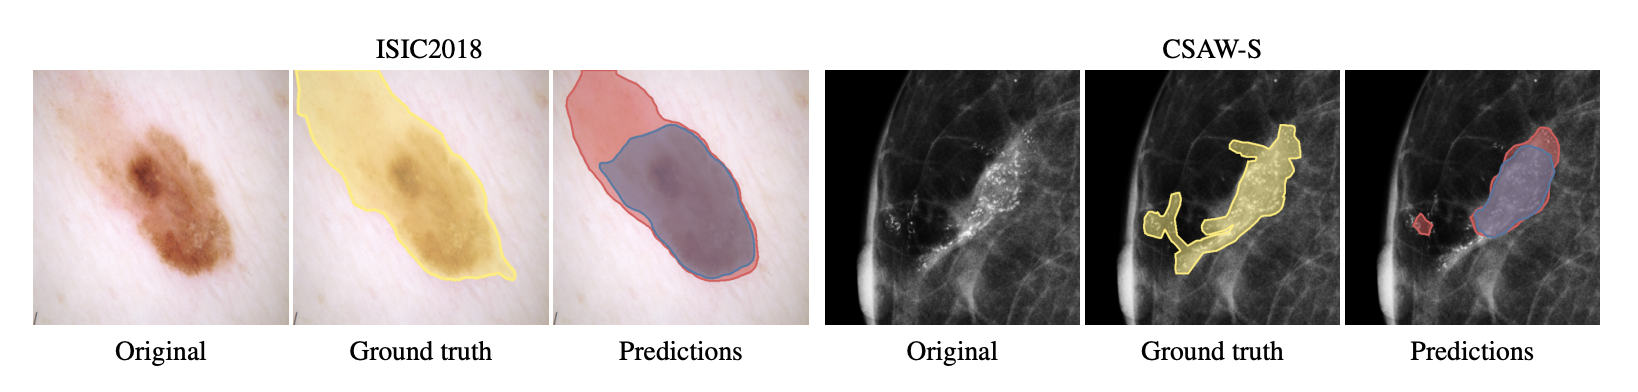 ISIC2018
CSAW-S
Original
Ground truth
Predictions
Original
Ground truth
Predictions